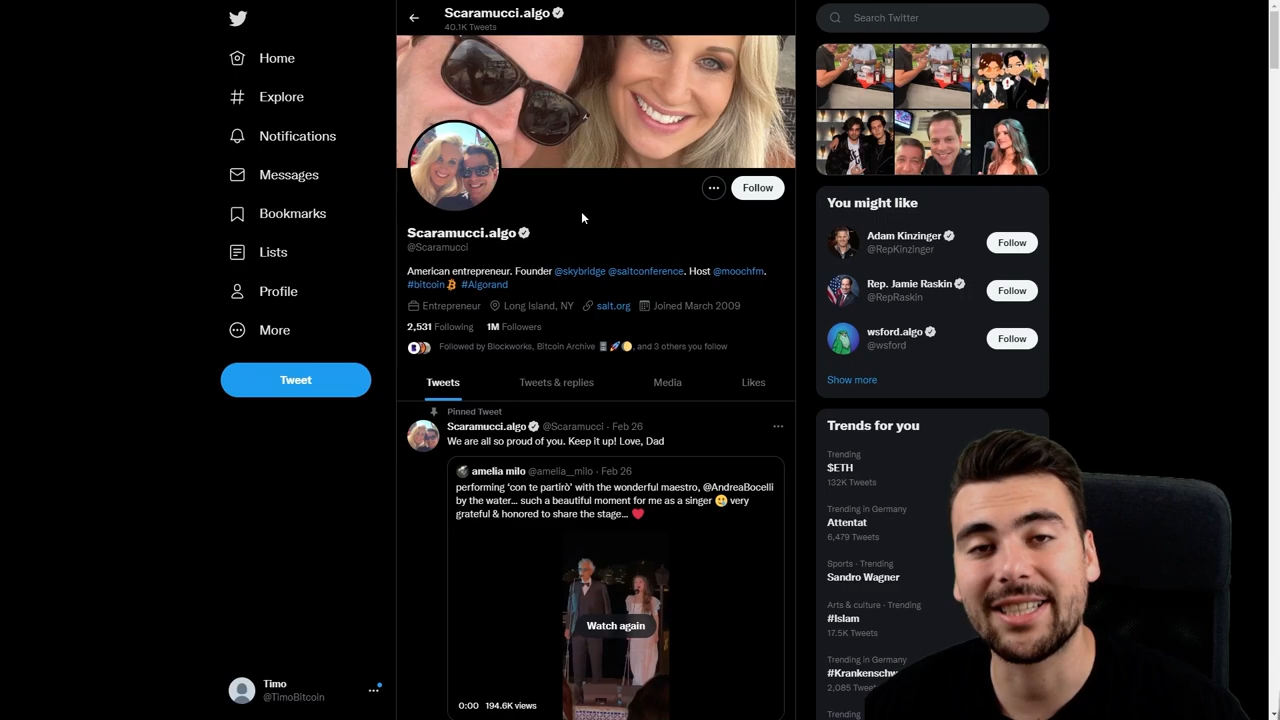 Home
Explore
Notifications
Messages
Bookmarks
Lists
Profile
More
Tweet
Timo
@TimoBitcoin
Scaramucci.algo
40.1K Tweets
Follow
Scaramucci.algo
@Scaramucci
American entrepreneur. Founder @skybridge @saltconference. Host @moochfm.
#bitcoin #Algorand
Entrepreneur Long Island, NY salt.org Joined March 2009
2,531 Following 1M Followers
Followed by Blockworks, Bitcoin Archive 🗄️🚀🌕, and 3 others you follow
Tweets Tweets & replies Media Likes
Pinned Tweet
Scaramucci.algo @Scaramucci · Feb 26
We are all so proud of you. Keep it up! Love, Dad
amelia milo @amelia__milo · Feb 26
performing ‘con te partirò’ with the wonderful maestro, @AndreaBocelli
by the water... such a beautiful moment for me as a singer 🥲 very
grateful & honored to share the stage... ❤️
Watch again
0:00 194.6K views
Search Twitter
You might like
Adam Kinzinger
@RepKinzinger
Follow
Rep. Jamie Raskin
@RepRaskin
Follow
wsford.algo
@wsford
Follow
Show more
Trends for you
Trending
$ETH
132K Tweets
Trending in Germany
Attentat
6,479 Tweets
Sports · Trending
Sandro Wagner
Arts & culture · Trending
#Islam
17.5K Tweets
Trending in Germany
#Krankenschw
2,085 Tweets
Trending